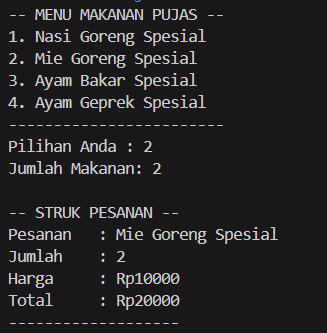 -- MENU MAKANAN PUJAS --
1. Nasi Goreng Spesial
2. Mie Goreng Spesial
3. Ayam Bakar Spesial
4. Ayam Geprek Spesial
------------------------
Pilihan Anda : 2
Jumlah Makanan: 2

-- STRUK PESANAN --
Pesanan   : Mie Goreng Spesial
Jumlah    : 2
Harga     : Rp10000
Total     : Rp20000
-------------------